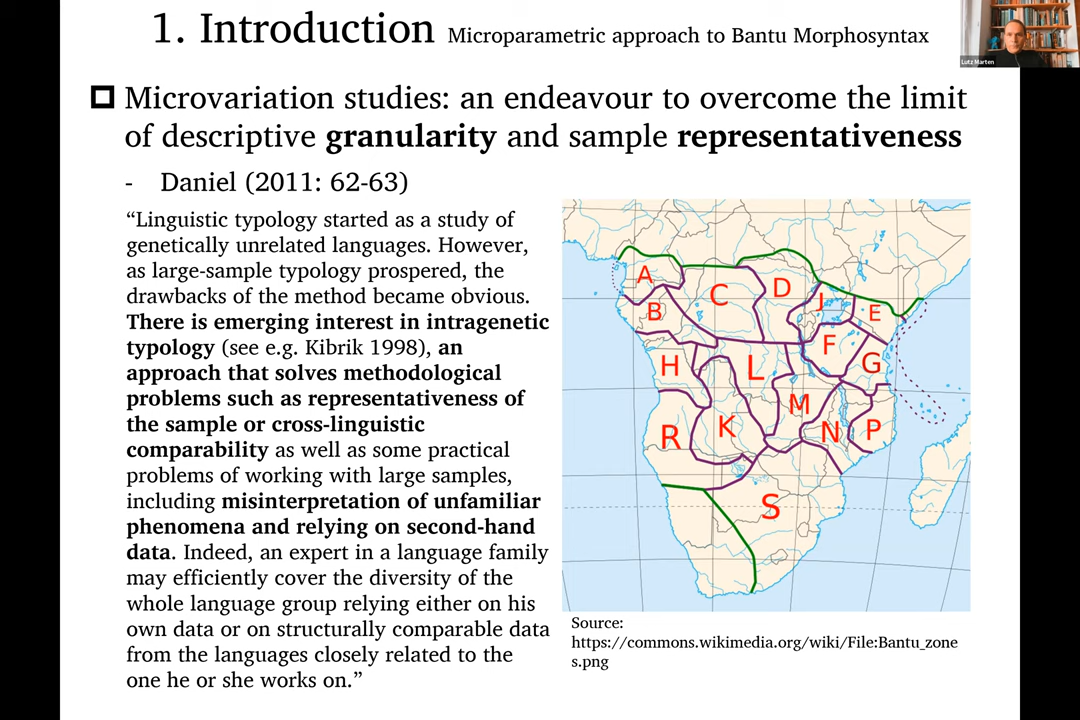 1. Introduction Microparametric approach to Bantu Morphosyntax
Lutz Marten
Microvariation studies: an endeavour to overcome the limit
of descriptive granularity and sample representativeness
- Daniel (2011: 62-63)
“Linguistic typology started as a study of
genetically unrelated languages. However,
as large-sample typology prospered, the
drawbacks of the method became obvious.
There is emerging interest in intragenetic
typology (see e.g. Kibrik 1998), an
approach that solves methodological
problems such as representativeness of
the sample or cross-linguistic
comparability as well as some practical
problems of working with large samples,
including misinterpretation of unfamiliar
phenomena and relying on second-hand
data. Indeed, an expert in a language family
may efficiently cover the diversity of the
whole language group relying either on his
own data or on structurally comparable data
from the languages closely related to the
one he or she works on.”
A
B
C
D
J
E
F
G
H
L
M
K
N
P
R
S
Source:
https://commons.wikimedia.org/wiki/File:Bantu_zone
s.png